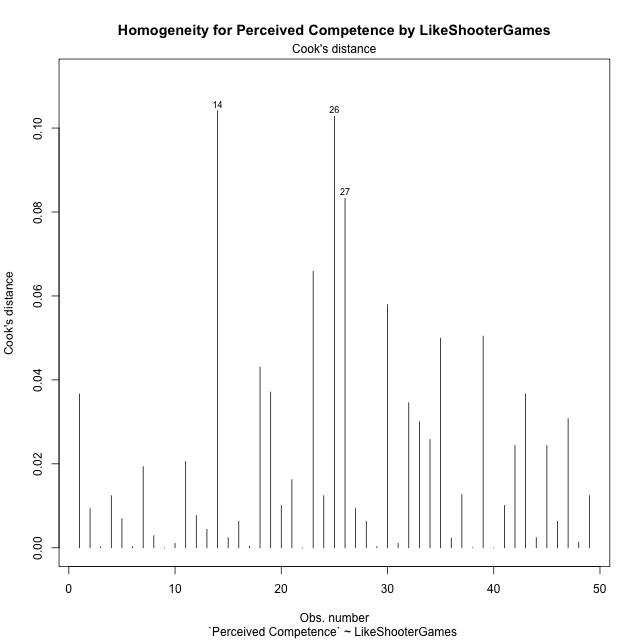 Homogeneity for Perceived Competence by LikeShooterGames
Cook's distance
14
26
27
0.10
0.08
0.06
0.04
0.02
0.00
Cook's distance
0 10 20 30 40 50
Obs. number
`Perceived Competence` ~ LikeShooterGames